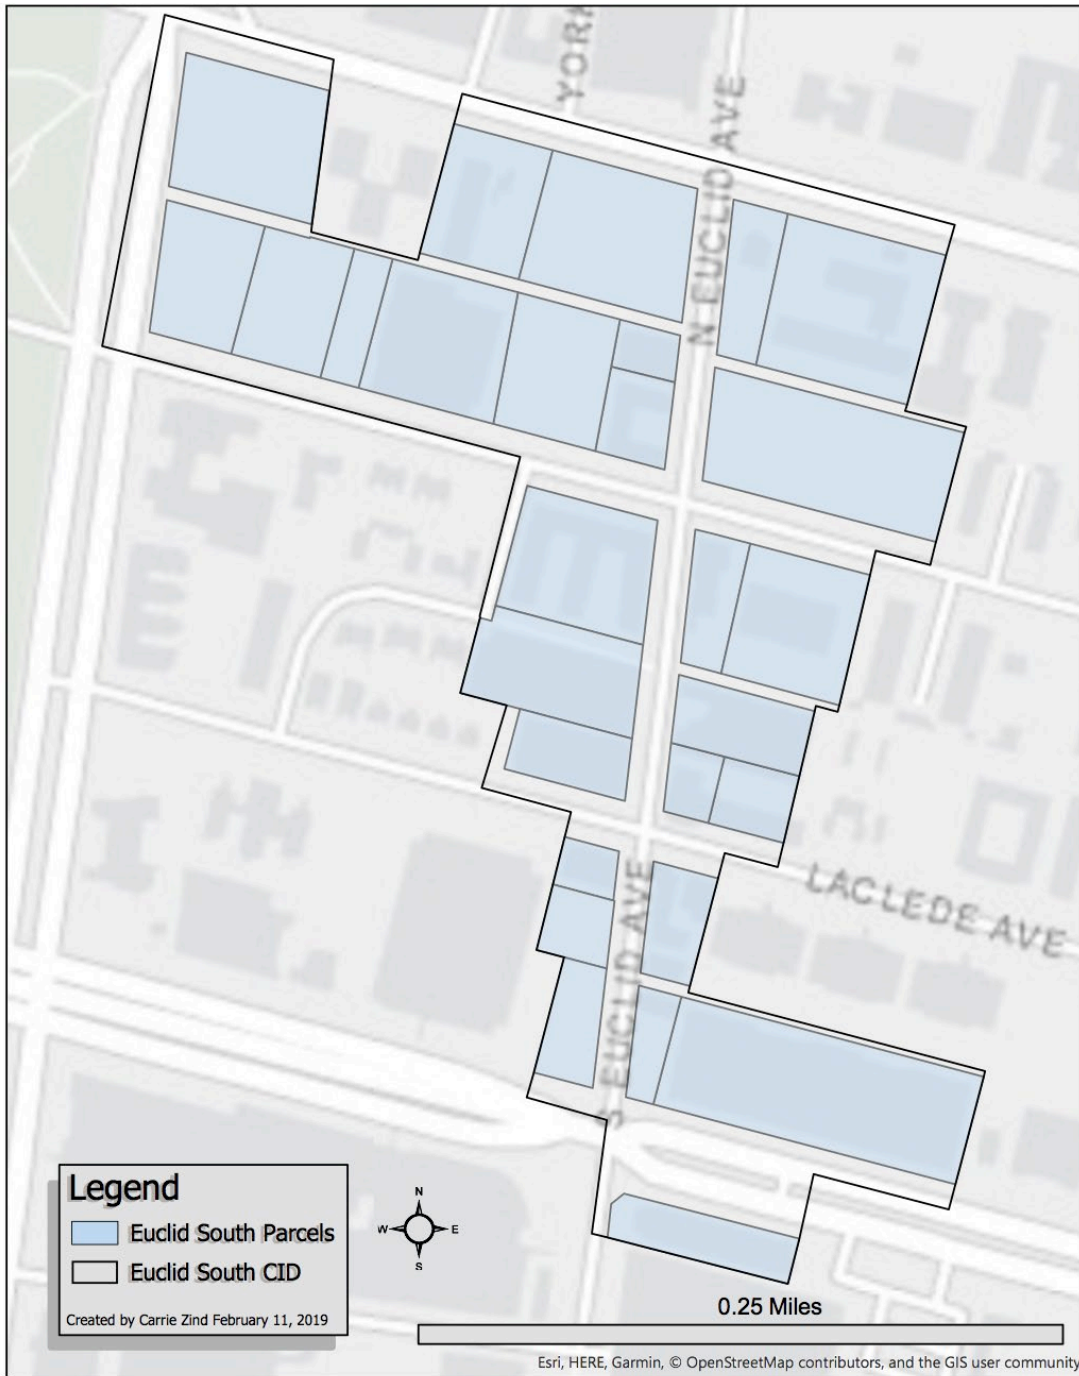 YORK
N EUCLID AVE
LACLEDE AVE
S EUCLID AVE
Legend
Euclid South Parcels
Euclid South CID
Created by Carrie Zind February 11, 2019
N
W
E
S
0.25 Miles
Esri, HERE, Garmin, © OpenStreetMap contributors, and the GIS user community